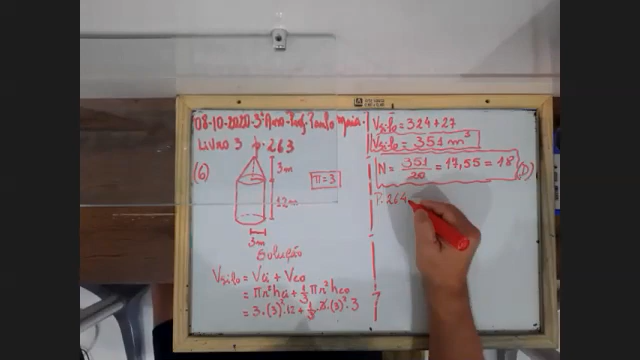 08-10-2020-3º Ano-Prof. Paulo Maia.
Livro 3 p.263
(6)
3m
π=3
12m
3m
Solução
Vsilo = Vci + Vco
= πr²hci + 1/3 πr²hco
= 3·(3)²·12 + 1/3·3·(3)²·3
Vsilo = 324+27
Vsilo = 351 m³
N = 351/20 = 17,55 = 18 (D)
P.264